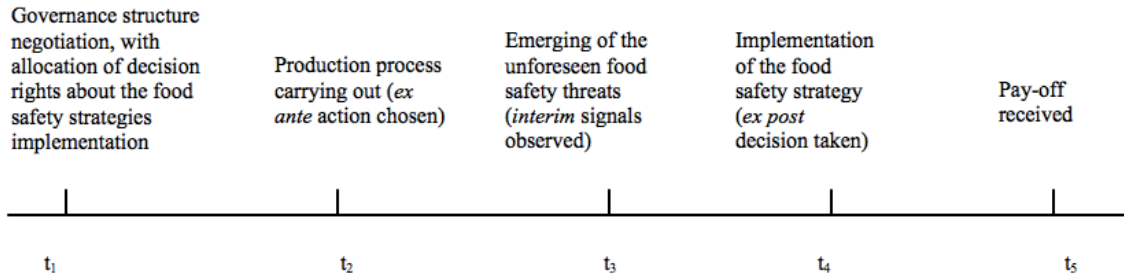 Governance structure
negotiation, with
allocation of decision
rights about the food
safety strategies
implementation
Production process
carrying out (ex
ante action chosen)
Emerging of the
unforeseen food
safety threats
(interim signals
observed)
Implementation
of the food
safety strategy
(ex post
decision taken)
Pay-off
received
t1
t2
t3
t4
t5